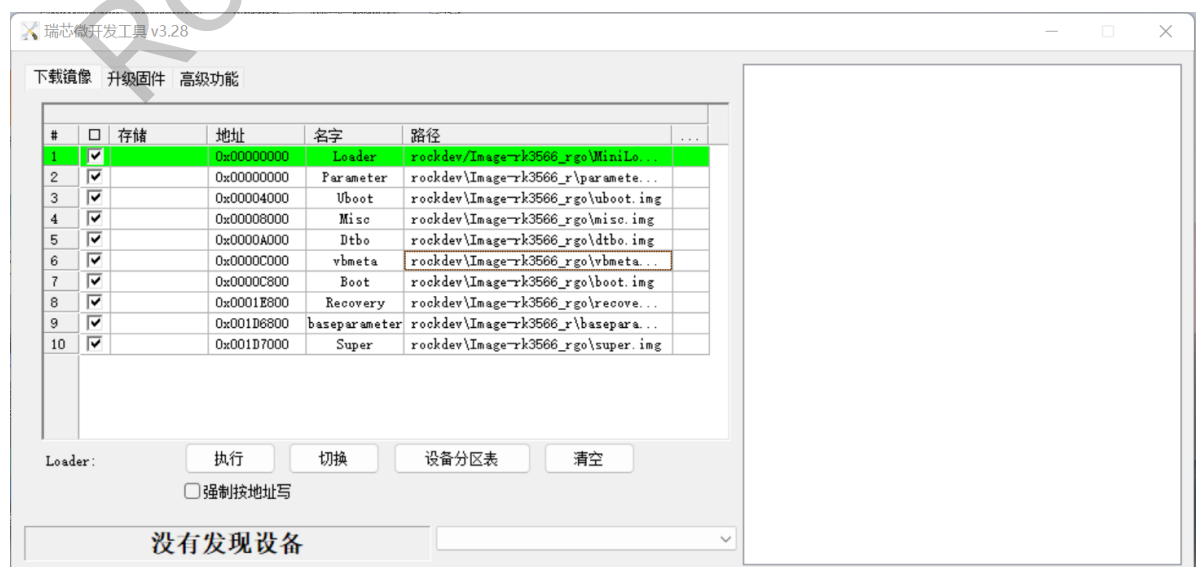 瑞芯微开发工具 v3.28
下载镜像 升级固件 高级功能
# 存储 地址 名字 路径 ...
1 0x00000000 Loader rockdev/Image-rk3566_rgo\MiniLo...
2 0x00000000 Parameter rockdev\Image-rk3566_r\paramete...
3 0x00004000 Uboot rockdev\Image-rk3566_rgo\uboot.img
4 0x00008000 Misc rockdev\Image-rk3566_rgo\misc.img
5 0x0000A000 Dtbo rockdev\Image-rk3566_rgo\dtbo.img
6 0x0000C000 vbmeta rockdev\Image-rk3566_rgo\vbmeta...
7 0x0000C800 Boot rockdev\Image-rk3566_rgo\boot.img
8 0x0001E800 Recovery rockdev\Image-rk3566_rgo\recove...
9 0x001D6800 baseparameter rockdev\Image-rk3566_r\basepara...
10 0x001D7000 Super rockdev\Image-rk3566_rgo\super.img
Loader: 执行 切换 设备分区表 清空
强制按地址写
没有发现设备